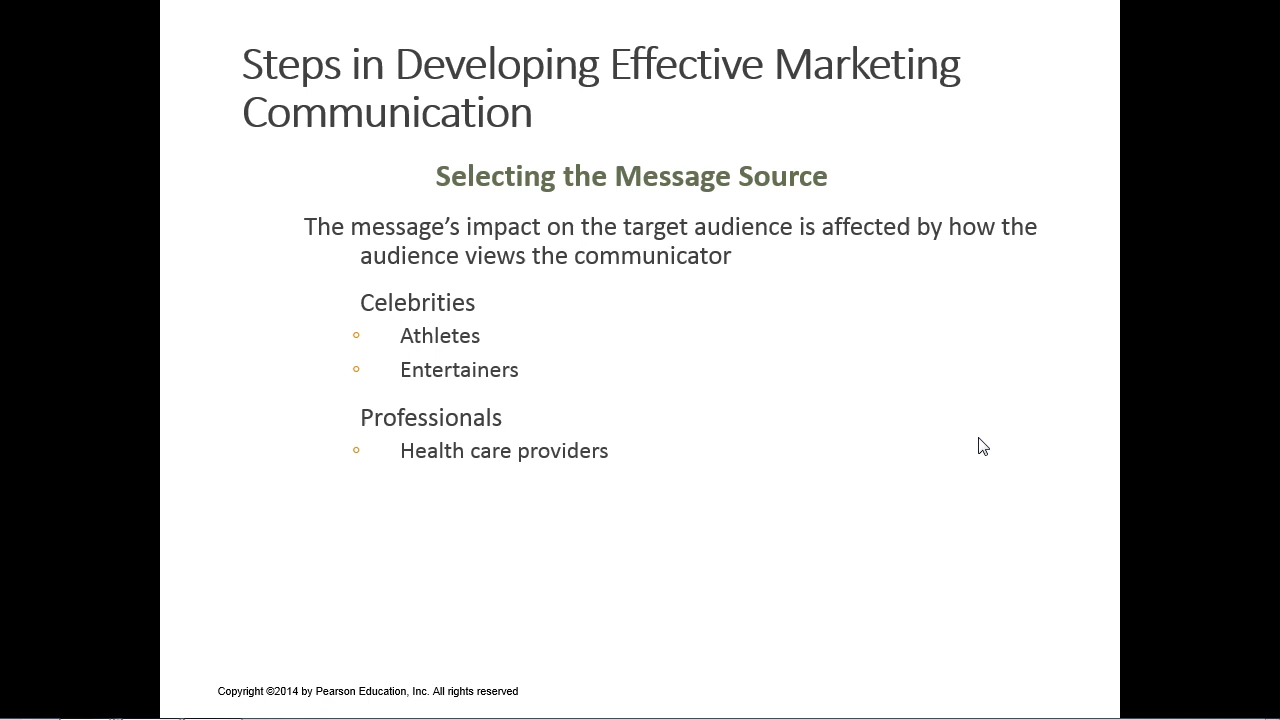 Steps in Developing Effective Marketing
Communication
Selecting the Message Source
The message’s impact on the target audience is affected by how the
audience views the communicator
Celebrities
Athletes
Entertainers
Professionals
Health care providers
Copyright ©2014 by Pearson Education, Inc. All rights reserved